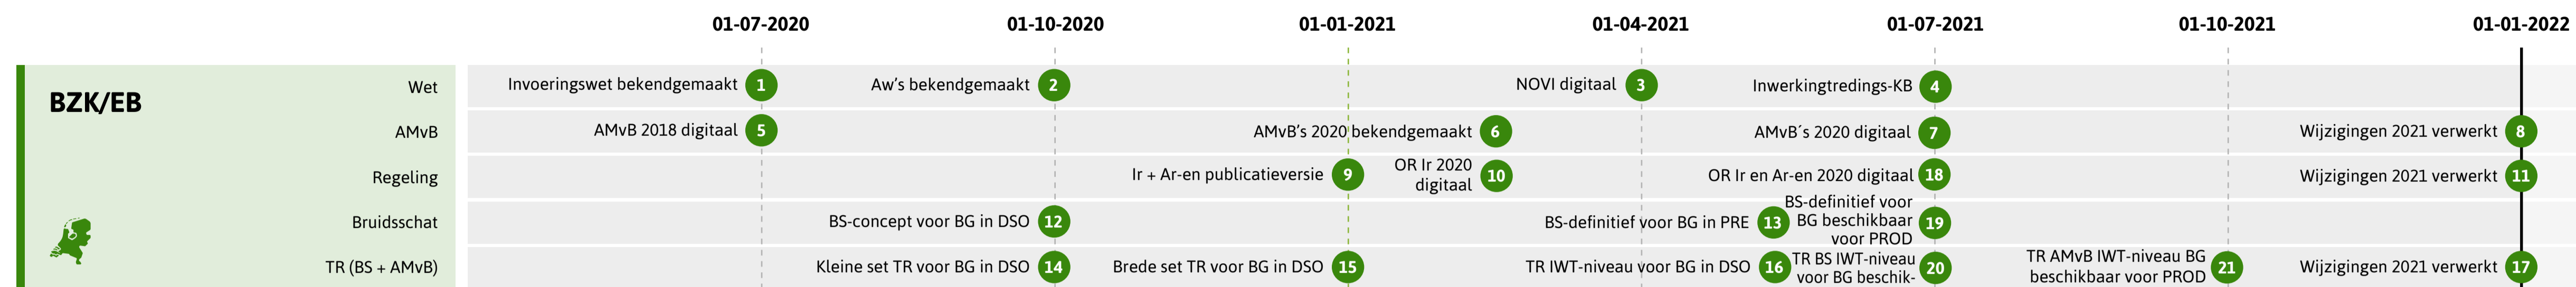 01-07-2020 01-10-2020 01-01-2021 01-04-2021 01-07-2021 01-10-2021 01-01-2022
BZK/EB
Wet Invoeringswet bekendgemaakt 1 Aw's bekendgemaakt 2 NOVI digitaal 3 Inwerkingtredings-KB 4
AMvB AMvB 2018 digitaal 5 AMvB's 2020 bekendgemaakt 6 AMvB´s 2020 digitaal 7 Wijzigingen 2021 verwerkt 8
Regeling Ir + Ar-en publicatieversie 9
OR Ir 2020
digitaal 10
OR Ir en Ar-en 2020 digitaal 18 Wijzigingen 2021 verwerkt 11
Bruidsschat BS-concept voor BG in DSO 12 BS-definitief voor BG in PRE 13
BS-definitief voor
BG beschikbaar
voor PROD 19
TR (BS + AMvB) Kleine set TR voor BG in DSO 14 Brede set TR voor BG in DSO 15 TR IWT-niveau voor BG in DSO 16
TR BS IWT-niveau
voor BG beschik- 20
TR AMvB IWT-niveau BG
beschikbaar voor PROD 21
Wijzigingen 2021 verwerkt 17